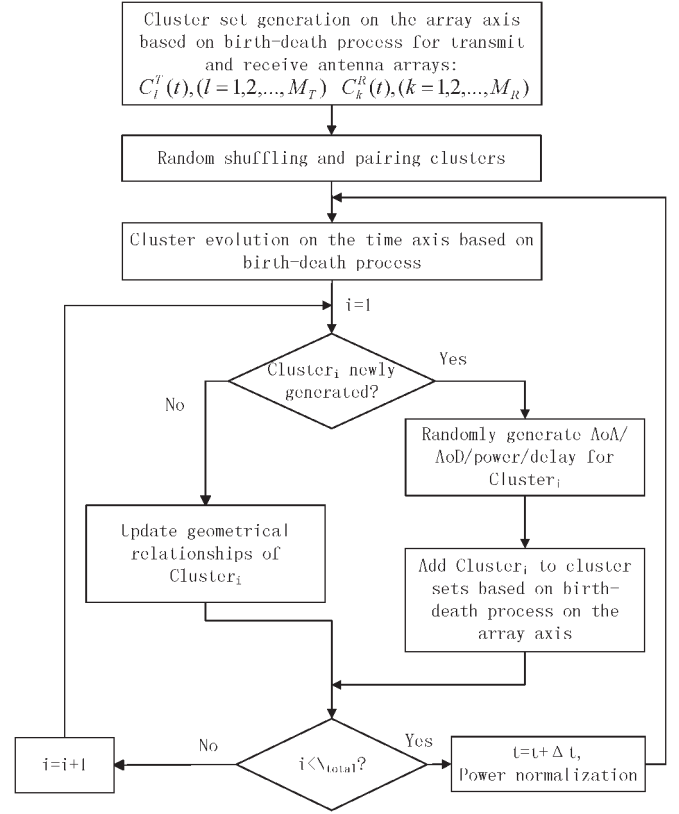 Cluster set generation on the array axis
based on birth-death process for transmit
and receive antenna arrays:
C_l^T(t),(l=1,2,...,M_T) C_k^R(t),(k=1,2,...,M_R)
Random shuffling and pairing clusters
Cluster evolution on the time axis based on
birth-death process
i=1
Cluster_i newly
generated?
Yes
No
Randomly generate AoA/
AoD/power/delay for
Cluster_i
Update geometrical
relationships of
Cluster_i
Add Cluster_i to cluster
sets based on birth-
death process on the
array axis
i=i+1
No
i<N_total?
Yes
t=t+Δt,
Power normalization